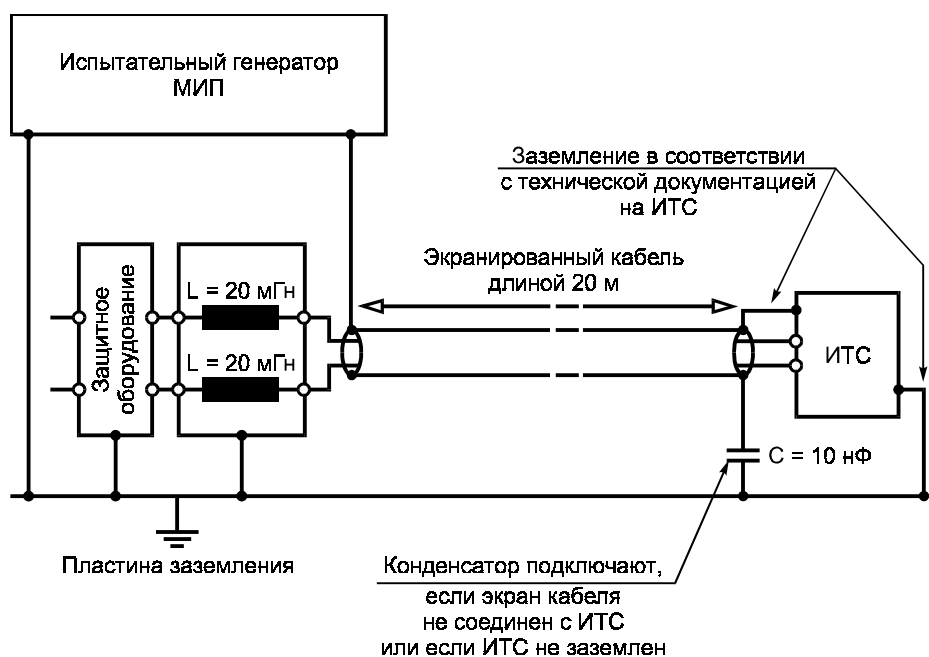 Испытательный генератор
МИП
Заземление в соответствии
с технической документацией
на ИТС
Экранированный кабель
длиной 20 м
Защитное
оборудование
L = 20 мГн
L = 20 мГн
ИТС
C = 10 нФ
Пластина заземления
Конденсатор подключают,
если экран кабеля
не соединен с ИТС
или если ИТС не заземлен